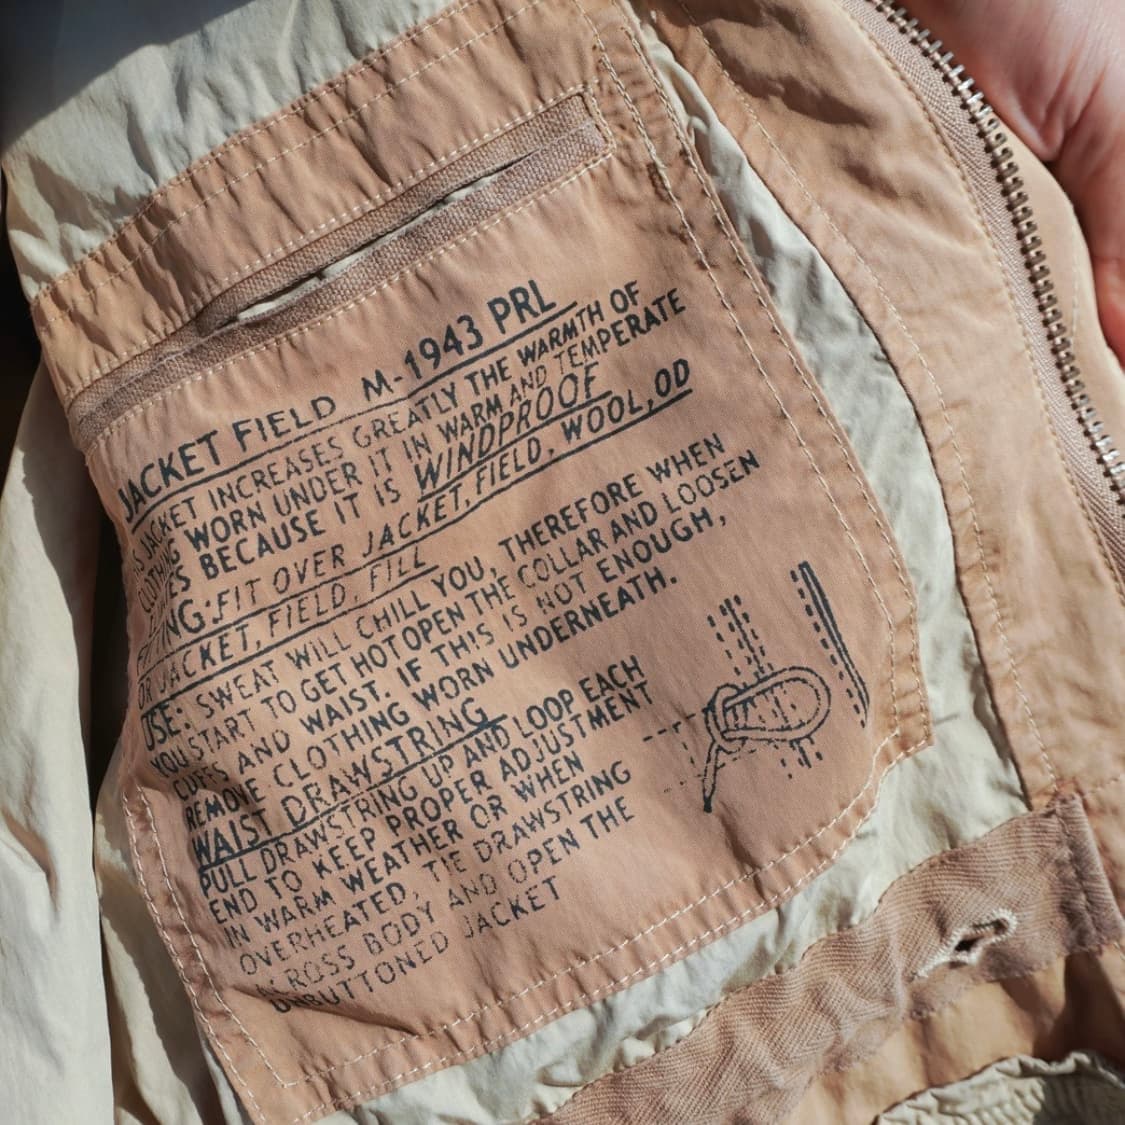 JACKET FIELD M-1943 PRL
IS JACKET INCREASES GREATLY THE WARMTH OF
CLOTHING WORN UNDER IT IN WARM AND TEMPERATE
BECAUSE IT IS WINDPROOF
FIT OVER JACKET, FIELD, WOOL, OD
OR JACKET, FIELD, FILL
USE: SWEAT WILL CHILL YOU, THEREFORE WHEN
YOU START TO GET HOT OPEN THE COLLAR AND LOOSEN
CUFFS AND WAIST. IF THIS IS NOT ENOUGH,
REMOVE CLOTHING WORN UNDERNEATH.
WAIST DRAWSTRING
PULL DRAWSTRING UP AND LOOP EACH
END TO KEEP PROPER ADJUSTMENT
IN WARM WEATHER OR WHEN
OVERHEATED, TIE DRAWSTRING
ACROSS BODY AND OPEN THE
UNBUTTONED JACKET